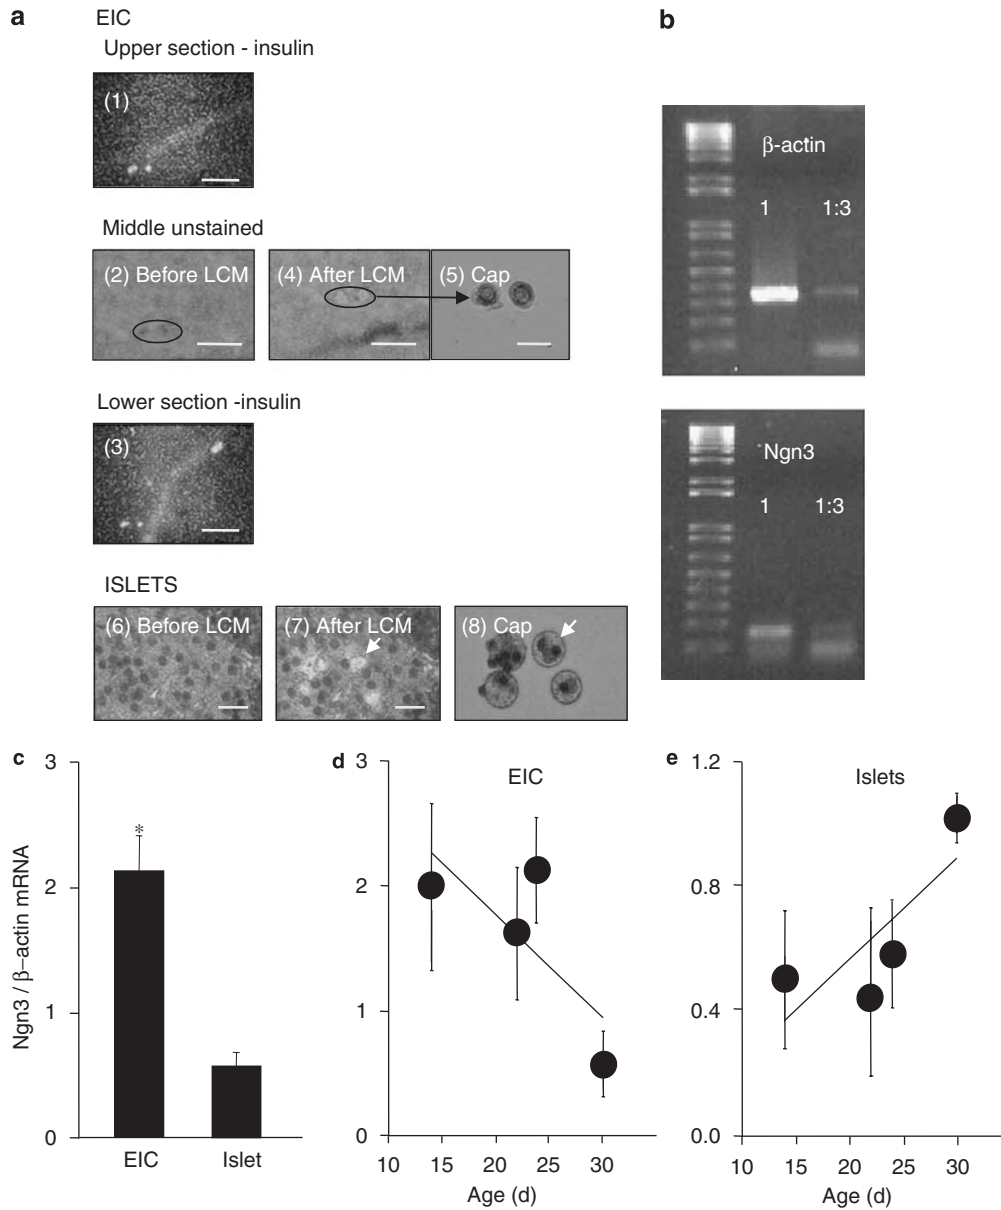 a
EIC
Upper section - insulin
(1)
Middle unstained
(2) Before LCM
(4) After LCM
(5) Cap
Lower section -insulin
(3)
ISLETS
(6) Before LCM
(7) After LCM
(8) Cap
b
β-actin
1 1:3
Ngn3
1 1:3
c
Ngn3 / β–actin mRNA
3
2
1
0
*
EIC Islet
d
EIC
3
2
1
0
10 15 20 25 30
Age (d)
e
Islets
1.2
0.8
0.4
0.0
10 15 20 25 30
Age (d)